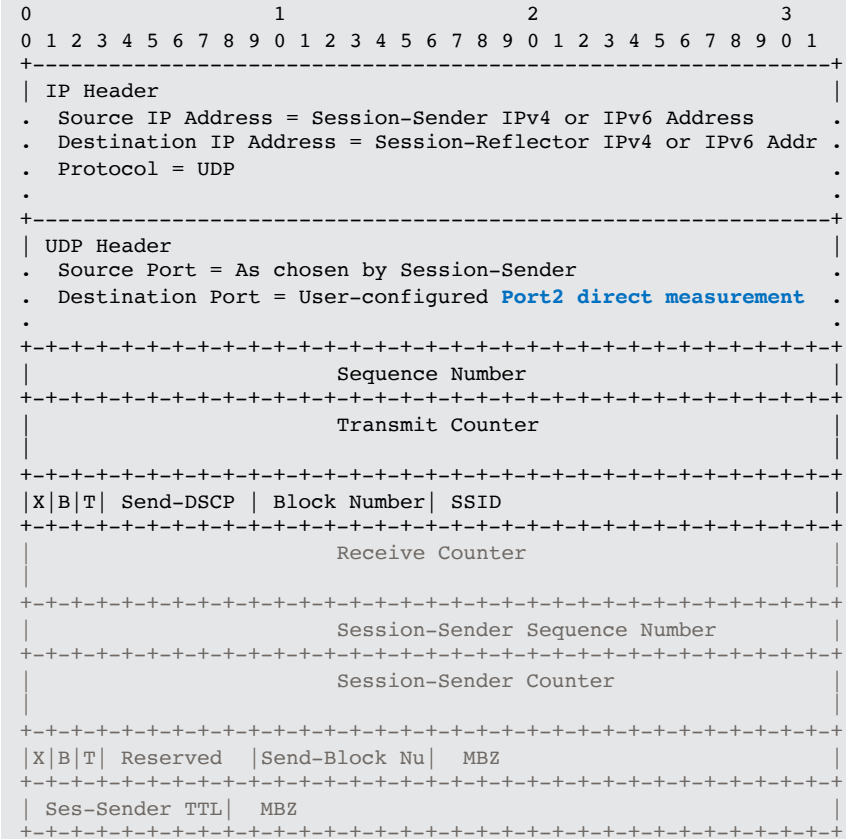 0                   1                   2                   3
0 1 2 3 4 5 6 7 8 9 0 1 2 3 4 5 6 7 8 9 0 1 2 3 4 5 6 7 8 9 0 1
+---------------------------------------------------------------+
| IP Header                                                     |
.  Source IP Address = Session-Sender IPv4 or IPv6 Address      .
.  Destination IP Address = Session-Reflector IPv4 or IPv6 Addr .
.  Protocol = UDP                                               .
.                                                               .
+---------------------------------------------------------------+
| UDP Header                                                    |
.  Source Port = As chosen by Session-Sender                    .
.  Destination Port = User-configured Port2 direct measurement  .
.                                                               .
+-+-+-+-+-+-+-+-+-+-+-+-+-+-+-+-+-+-+-+-+-+-+-+-+-+-+-+-+-+-+-+-+
|                        Sequence Number                        |
+-+-+-+-+-+-+-+-+-+-+-+-+-+-+-+-+-+-+-+-+-+-+-+-+-+-+-+-+-+-+-+-+
|                        Transmit Counter                       |
|                                                               |
+-+-+-+-+-+-+-+-+-+-+-+-+-+-+-+-+-+-+-+-+-+-+-+-+-+-+-+-+-+-+-+-+
|X|B|T| Send-DSCP | Block Number| SSID                          |
+-+-+-+-+-+-+-+-+-+-+-+-+-+-+-+-+-+-+-+-+-+-+-+-+-+-+-+-+-+-+-+-+
|                        Receive Counter                        |
|                                                               |
+-+-+-+-+-+-+-+-+-+-+-+-+-+-+-+-+-+-+-+-+-+-+-+-+-+-+-+-+-+-+-+-+
|                        Session-Sender Sequence Number         |
+-+-+-+-+-+-+-+-+-+-+-+-+-+-+-+-+-+-+-+-+-+-+-+-+-+-+-+-+-+-+-+-+
|                        Session-Sender Counter                 |
|                                                               |
+-+-+-+-+-+-+-+-+-+-+-+-+-+-+-+-+-+-+-+-+-+-+-+-+-+-+-+-+-+-+-+-+
|X|B|T| Reserved  |Send-Block Nu|  MBZ                          |
+-+-+-+-+-+-+-+-+-+-+-+-+-+-+-+-+-+-+-+-+-+-+-+-+-+-+-+-+-+-+-+-+
| Ses-Sender TTL|  MBZ                                          |
+-+-+-+-+-+-+-+-+-+-+-+-+-+-+-+-+-+-+-+-+-+-+-+-+-+-+-+-+-+-+-+-+